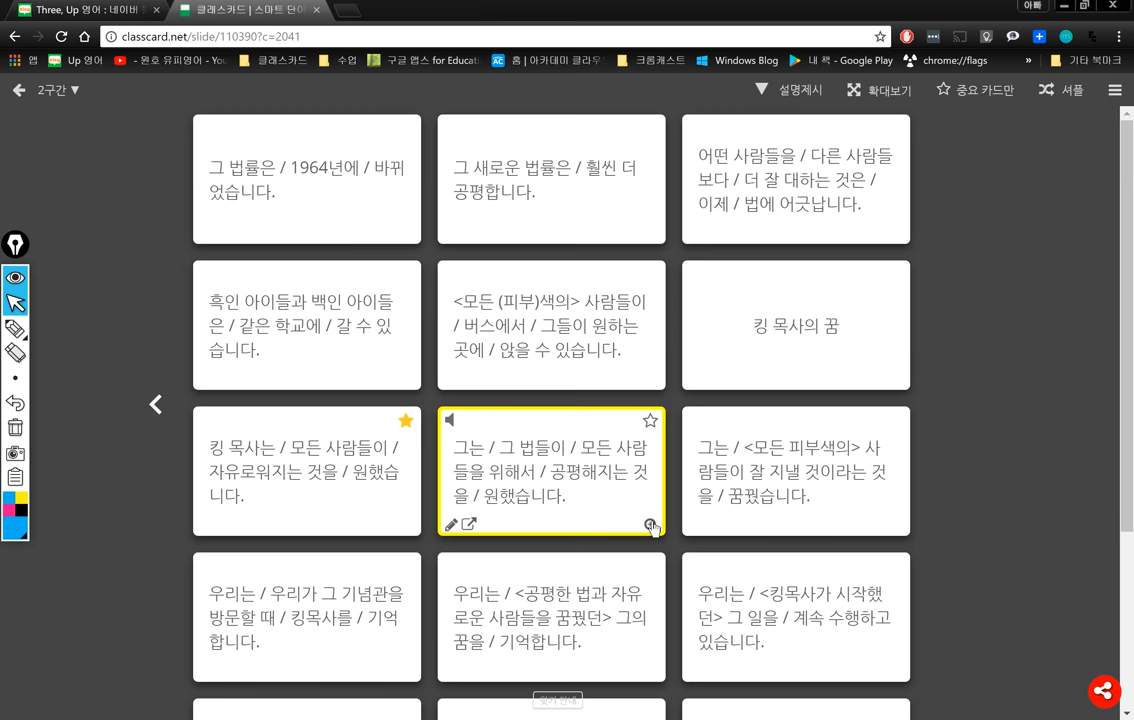 Three, Up 영어 : 네이버
클래스카드 | 스마트 단어
아빠
classcard.net/slide/110390?c=2041
앱
Up 영어
- 원호 유피영어 - You
클래스카드
수업
구글 앱스 for Educati
홈 | 아카데미 클라우
크롬캐스트
Windows Blog
내 책 - Google Play
chrome://flags
»
기타 북마크
2구간 ▼
▼ 설명제시
확대보기
중요 카드만
셔플
그 법률은 / 1964년에 / 바뀌
었습니다.
그 새로운 법률은 / 훨씬 더
공평합니다.
어떤 사람들을 / 다른 사람들
보다 / 더 잘 대하는 것은 /
이제 / 법에 어긋납니다.
흑인 아이들과 백인 아이들
은 / 같은 학교에 / 갈 수 있
습니다.
<모든 (피부)색의> 사람들이
/ 버스에서 / 그들이 원하는
곳에 / 앉을 수 있습니다.
킹 목사의 꿈
킹 목사는 / 모든 사람들이 /
자유로워지는 것을 / 원했습
니다.
그는 / 그 법들이 / 모든 사람
들을 위해서 / 공평해지는 것
을 / 원했습니다.
그는 / <모든 피부색의> 사
람들이 잘 지낼 것이라는 것
을 / 꿈꿨습니다.
우리는 / 우리가 그 기념관을
방문할 때 / 킹목사를 / 기억
합니다.
우리는 / <공평한 법과 자유
로운 사람들을 꿈꿨던> 그의
꿈을 / 기억합니다.
우리는 / <킹목사가 시작했
던> 그 일을 / 계속 수행하고
있습니다.